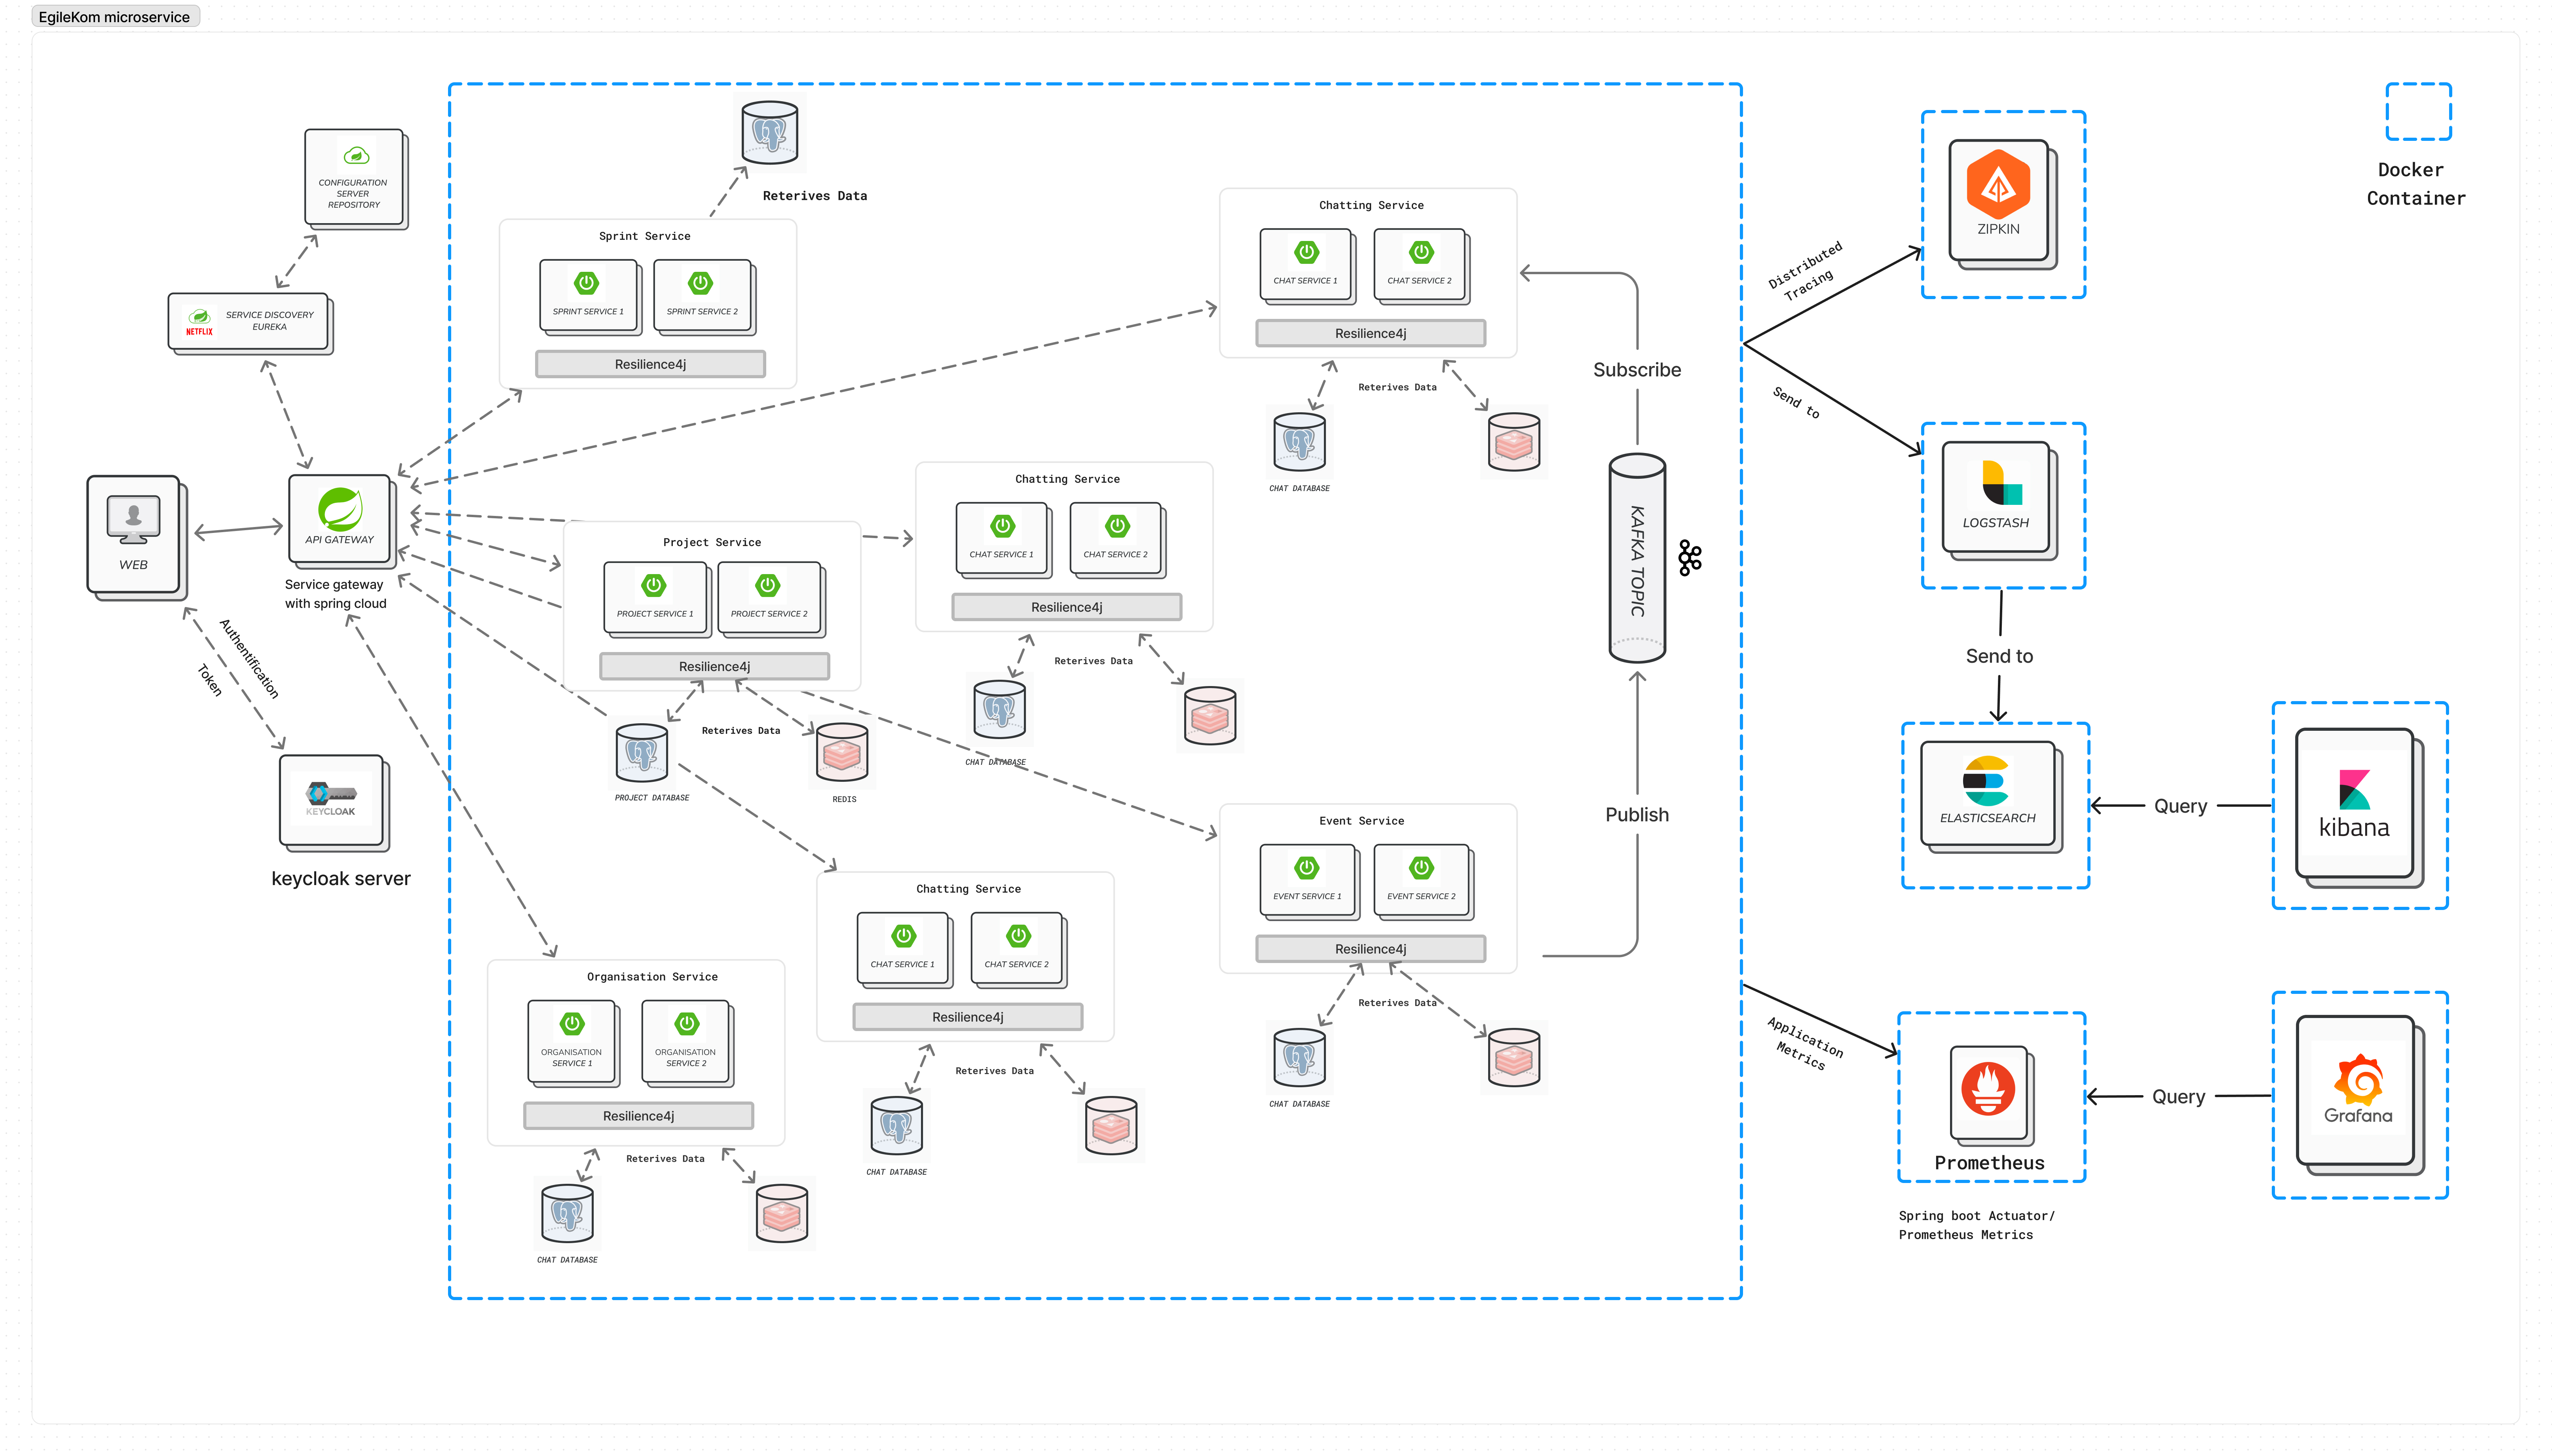 EgileKom microservice
CONFIGURATION
SERVER
REPOSITORY
NETFLIX
SERVICE DISCOVERY
EUREKA
WEB
API GATEWAY
Service gateway
with spring cloud
Authentification
Token
KEYCLOAK
keycloak server
Reterives Data
Sprint Service
SPRINT SERVICE 1
SPRINT SERVICE 2
Resilience4j
Chatting Service
CHAT SERVICE 1
CHAT SERVICE 2
Resilience4j
Reterives Data
CHAT DATABASE
Chatting Service
CHAT SERVICE 1
CHAT SERVICE 2
Resilience4j
Reterives Data
CHAT DATABASE
Project Service
PROJECT SERVICE 1
PROJECT SERVICE 2
Resilience4j
Reterives Data
PROJECT DATABASE
REDIS
Chatting Service
CHAT SERVICE 1
CHAT SERVICE 2
Resilience4j
Reterives Data
CHAT DATABASE
Event Service
EVENT SERVICE 1
EVENT SERVICE 2
Resilience4j
Reterives Data
CHAT DATABASE
Organisation Service
ORGANISATION
SERVICE 1
ORGANISATION
SERVICE 2
Resilience4j
Reterives Data
CHAT DATABASE
Subscribe
KAFKA TOPIC
Publish
Distributed
Tracing
Send to
ZIPKIN
LOGSTASH
Send to
ELASTICSEARCH
Query
kibana
Application
Metrics
Prometheus
Query
Grafana
Spring boot Actuator/
Prometheus Metrics
Docker
Container